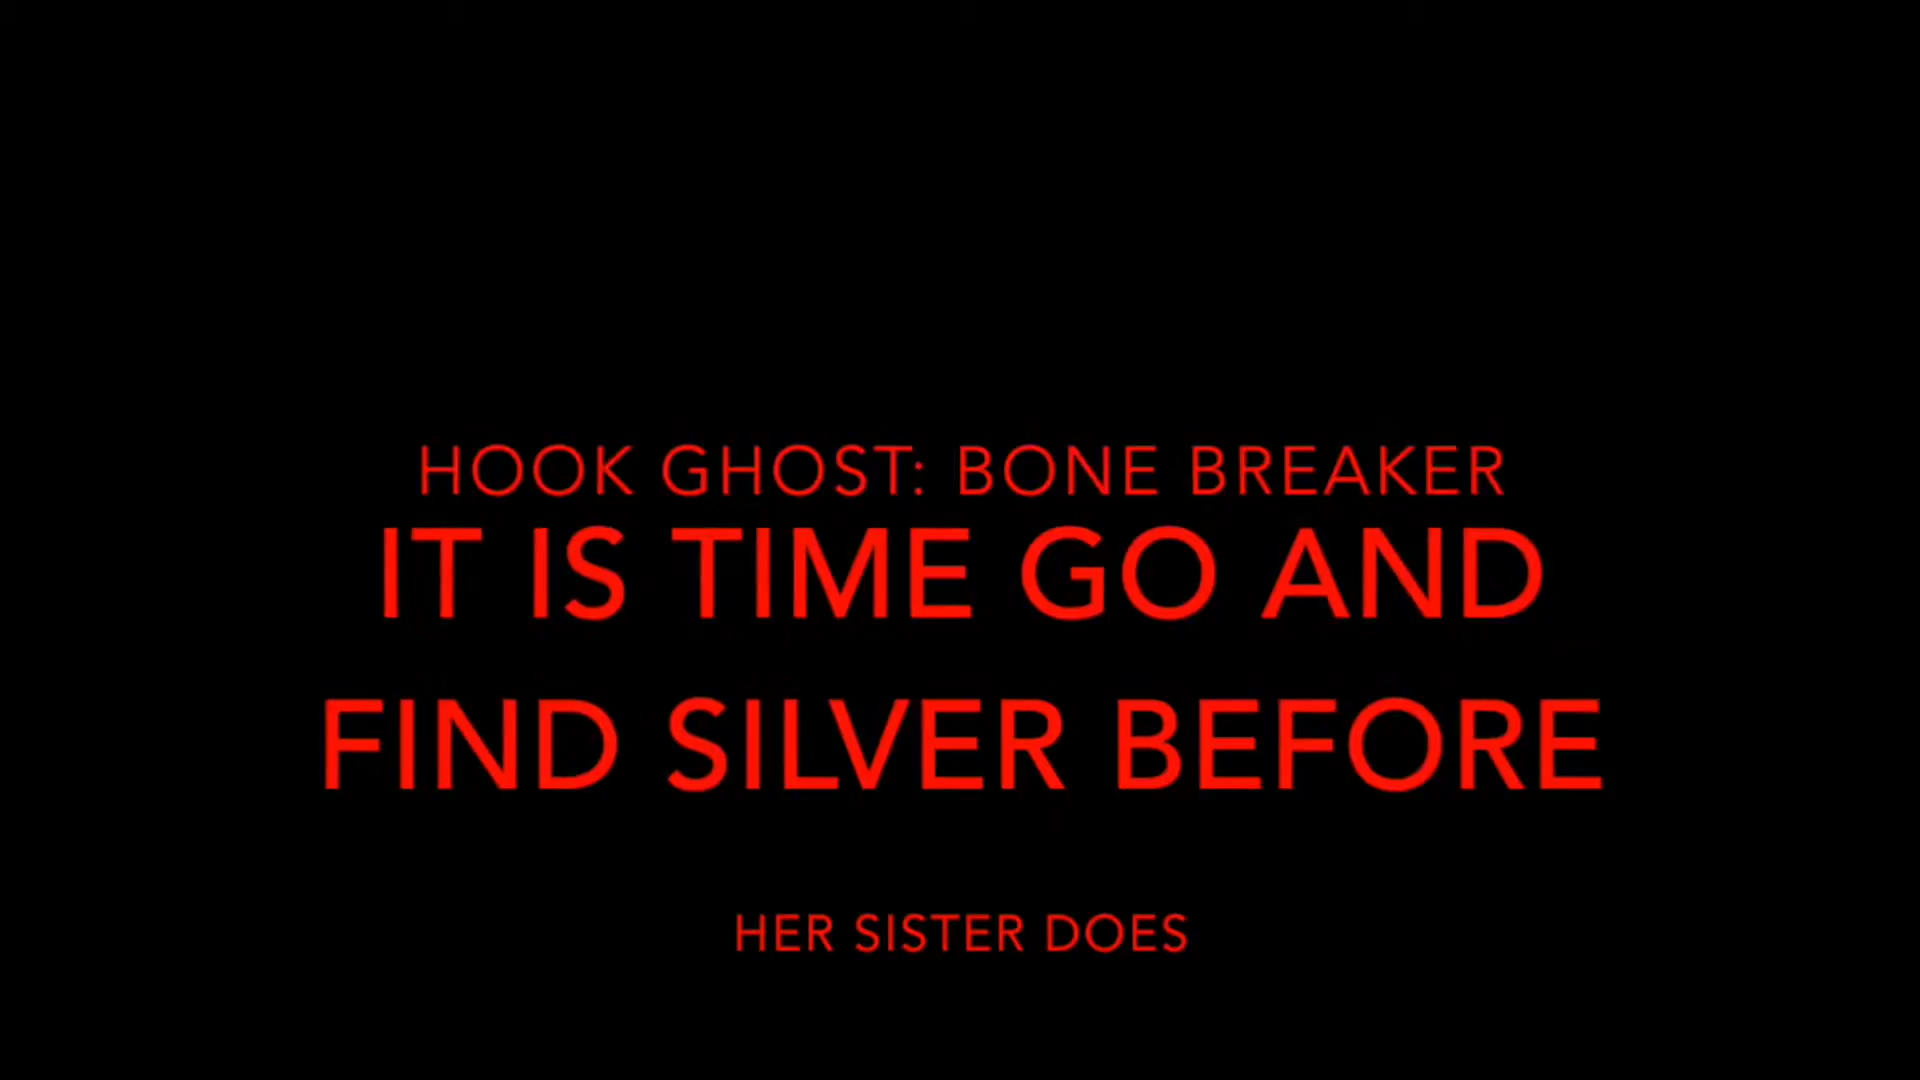 HOOK GHOST: BONE BREAKER
IT IS TIME GO AND
FIND SILVER BEFORE
HER SISTER DOES